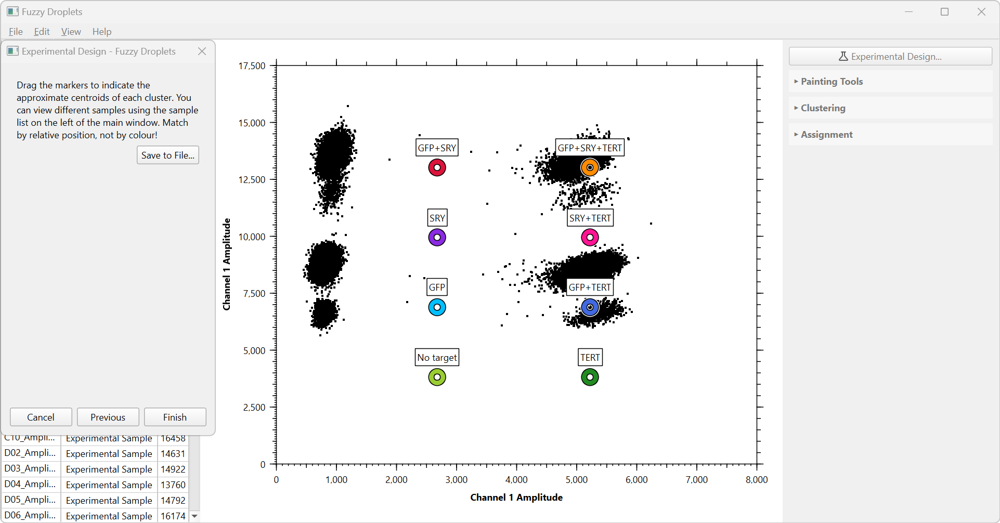 Fuzzy Droplets
File Edit View Help
Experimental Design - Fuzzy Droplets
Drag the markers to indicate the
approximate centroids of each cluster. You
can view different samples using the sample
list on the left of the main window. Match
by relative position, not by colour!
Save to File...
Cancel Previous Finish
C10_Ampli... Experimental Sample 16458
D02_Ampli... Experimental Sample 14631
D03_Ampli... Experimental Sample 14922
D04_Ampli... Experimental Sample 13760
D05_Ampli... Experimental Sample 14792
D06_Ampli... Experimental Sample 16174
Channel 1 Amplitude
17,500
15,000
12,500
10,000
7,500
5,000
2,500
0
GFP+SRY GFP+SRY+TERT
SRY SRY+TERT
GFP GFP+TERT
No target TERT
0 1,000 2,000 3,000 4,000 5,000 6,000 7,000 8,000
Channel 1 Amplitude
Experimental Design...
Painting Tools
Clustering
Assignment